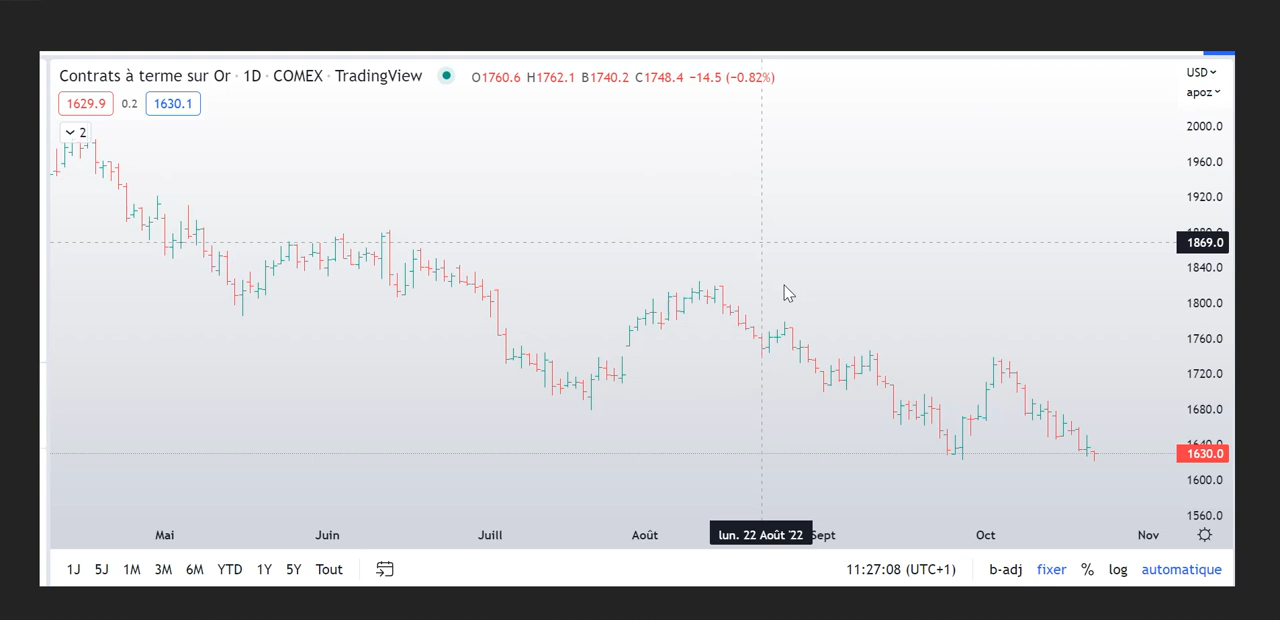 Contrats à terme sur Or · 1D · COMEX · TradingView O1760.6 H1762.1 B1740.2 C1748.4 −14.5 (−0.82%)
USD
apoz
1629.9 0.2 1630.1
2
2000.0
1960.0
1920.0
1869.0
1840.0
1800.0
1760.0
1720.0
1680.0
1640.0
1630.0
1600.0
1560.0
Mai Juin Juill Août lun. 22 Août '22 Sept Oct Nov
1J 5J 1M 3M 6M YTD 1Y 5Y Tout 11:27:08 (UTC+1) b-adj fixer % log automatique